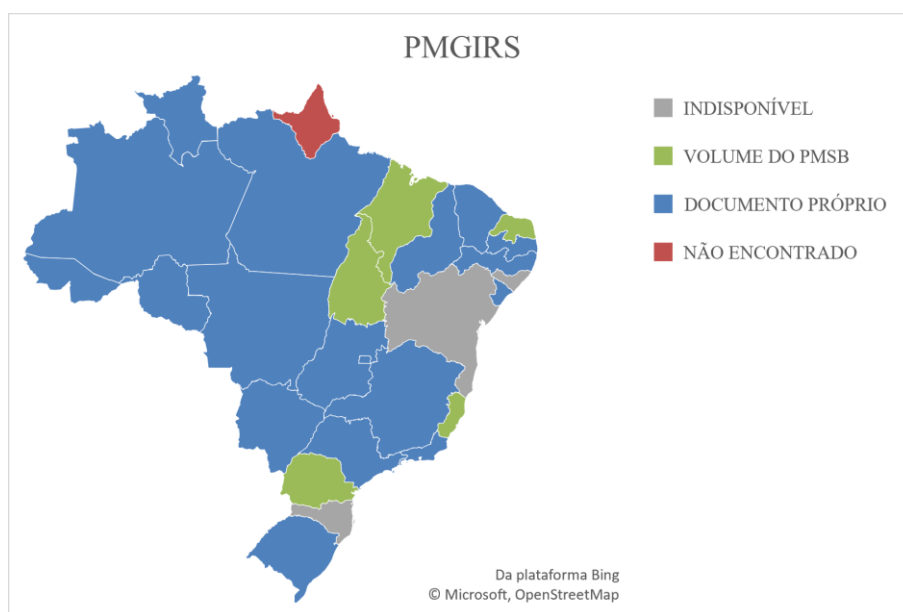 PMGIRS
INDISPONÍVEL
VOLUME DO PMSB
DOCUMENTO PRÓPRIO
NÃO ENCONTRADO
Da plataforma Bing
© Microsoft, OpenStreetMap